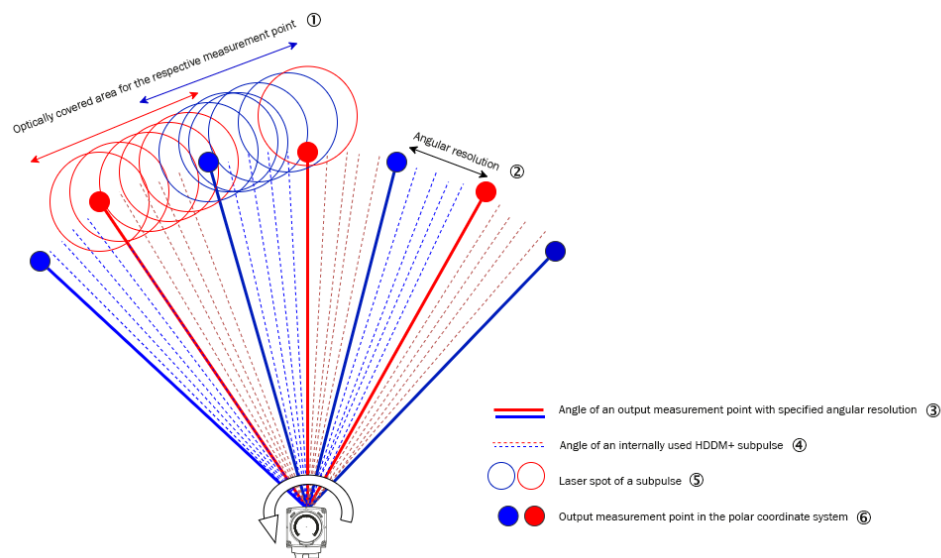 Optically covered area for the respective measurement point ①
Angular resolution ②
Angle of an output measurement point with specified angular resolution ③
Angle of an internally used HDDM+ subpulse ④
Laser spot of a subpulse ⑤
Output measurement point in the polar coordinate system ⑥